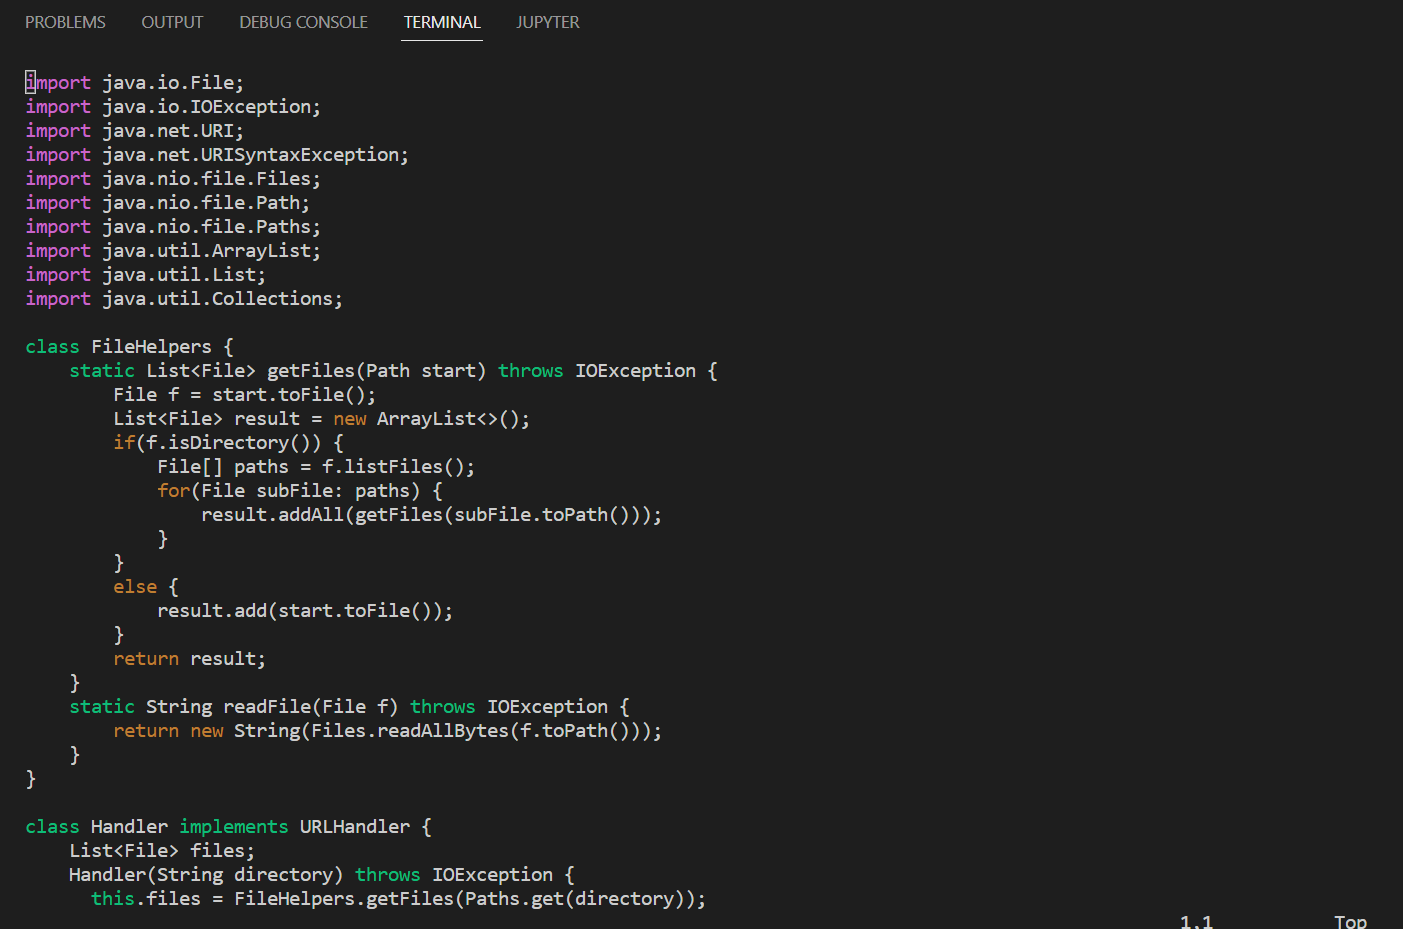 PROBLEMS OUTPUT DEBUG CONSOLE TERMINAL JUPYTER
import java.io.File;
import java.io.IOException;
import java.net.URI;
import java.net.URISyntaxException;
import java.nio.file.Files;
import java.nio.file.Path;
import java.nio.file.Paths;
import java.util.ArrayList;
import java.util.List;
import java.util.Collections;

class FileHelpers {
    static List<File> getFiles(Path start) throws IOException {
        File f = start.toFile();
        List<File> result = new ArrayList<>();
        if(f.isDirectory()) {
            File[] paths = f.listFiles();
            for(File subFile: paths) {
                result.addAll(getFiles(subFile.toPath()));
            }
        }
        else {
            result.add(start.toFile());
        }
        return result;
    }
    static String readFile(File f) throws IOException {
        return new String(Files.readAllBytes(f.toPath()));
    }
}

class Handler implements URLHandler {
    List<File> files;
    Handler(String directory) throws IOException {
      this.files = FileHelpers.getFiles(Paths.get(directory));
1,1 Top